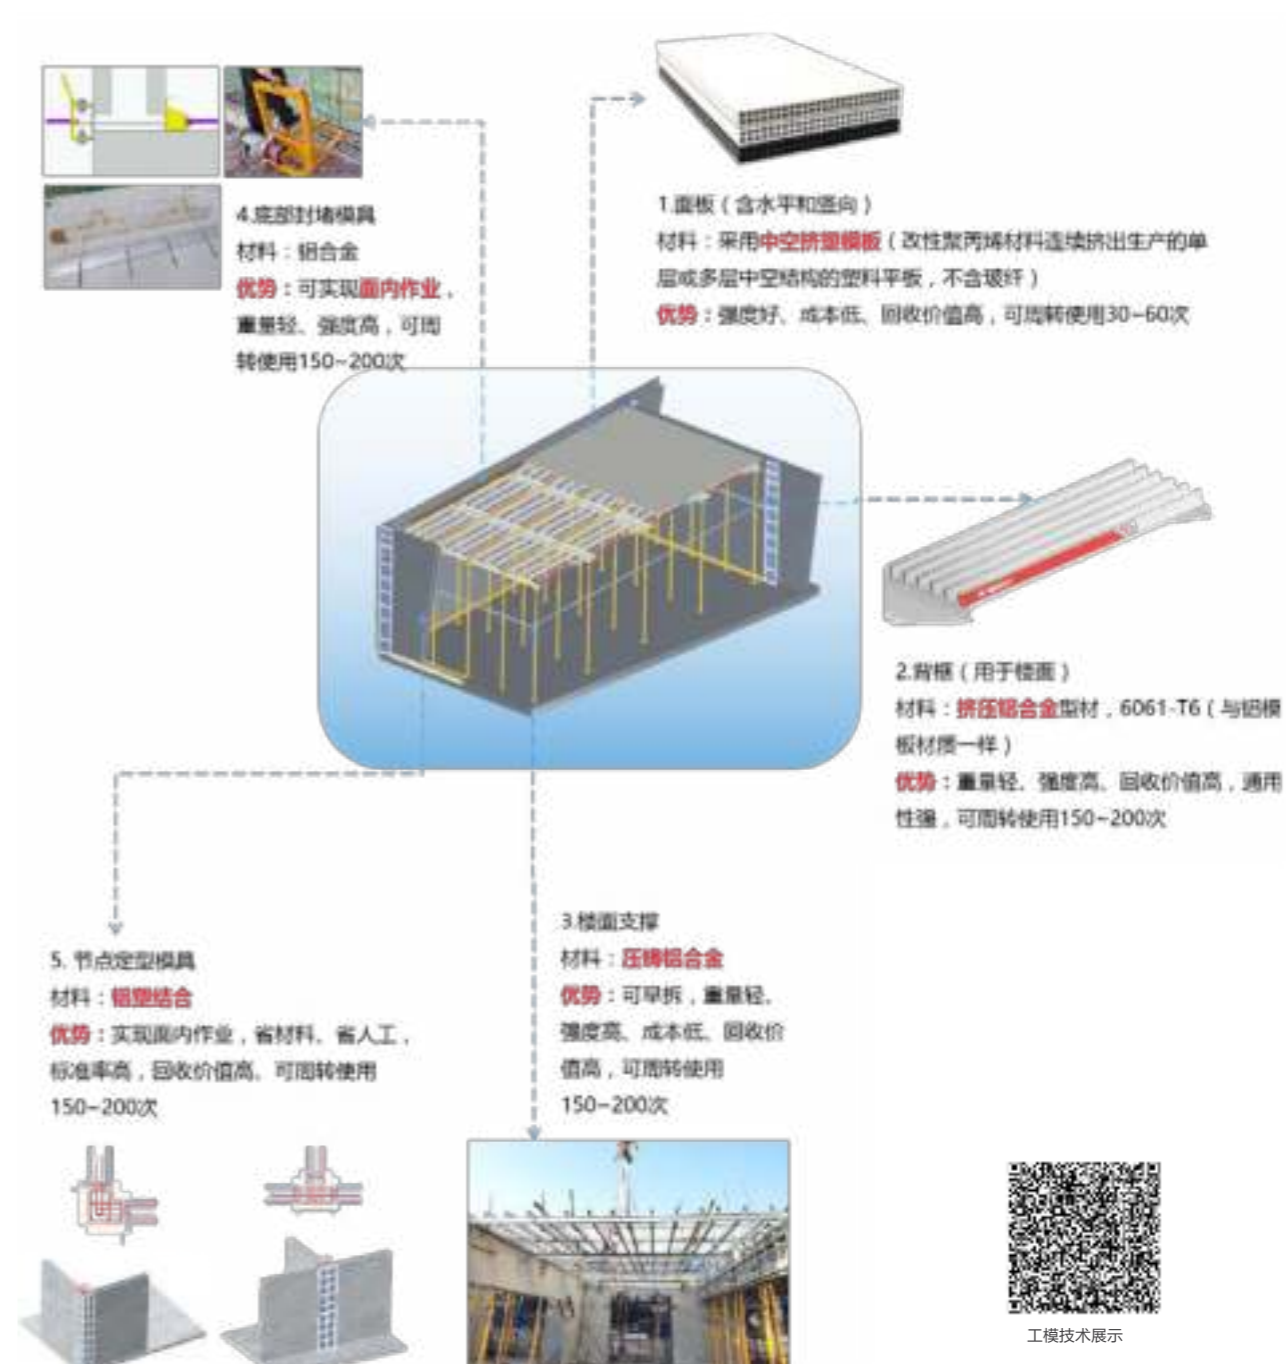 1.面板（含水平和竖向）
材料：采用中空挤塑模板（改性聚丙烯材料连续挤出生产的单
层或多层中空结构的塑料平板，不含玻纤）
优势：强度好、成本低、回收价值高，可周转使用30~60次
4.底部封堵模具
材料：铝合金
优势：可实现面内作业，
重量轻、强度高，可周
转使用150~200次
2.背框（用于楼面）
材料：挤压铝合金型材，6061-T6（与铝模
板材质一样）
优势：重量轻、强度高、回收价值高，通用
性强，可周转使用150~200次
3.楼面支撑
材料：压铸铝合金
优势：可早拆，重量轻、
强度高、成本低、回收价
值高，可周转使用
150~200次
5. 节点定型模具
材料：铝塑结合
优势：实现面内作业，省材料、省人工，
标准率高，回收价值高、可周转使用
150~200次
工模技术展示